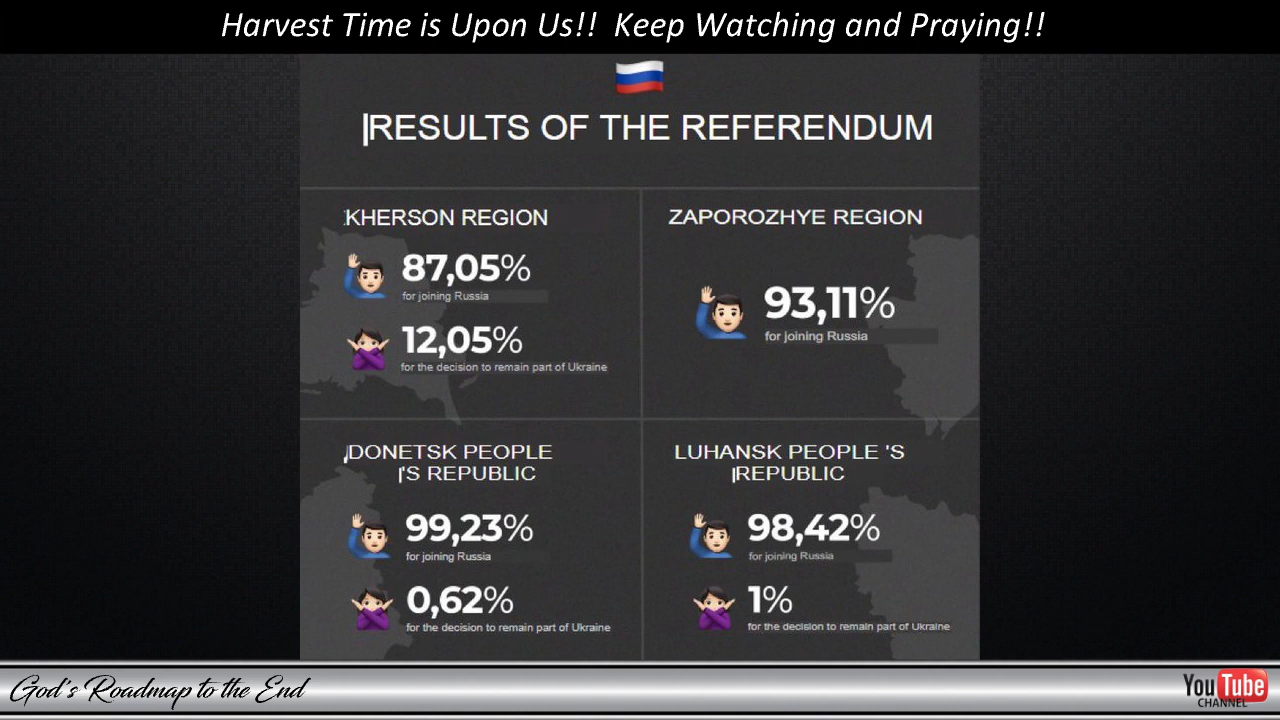 Harvest Time is Upon Us!! Keep Watching and Praying!!
RESULTS OF THE REFERENDUM
KHERSON REGION
87,05%
for joining Russia
12,05%
for the decision to remain part of Ukraine
ZAPOROZHYE REGION
93,11%
for joining Russia
DONETSK PEOPLE
'S REPUBLIC
99,23%
for joining Russia
0,62%
for the decision to remain part of Ukraine
LUHANSK PEOPLE 'S
REPUBLIC
98,42%
for joining Russia
1%
for the decision to remain part of Ukraine
God's Roadmap to the End
YouTube
CHANNEL